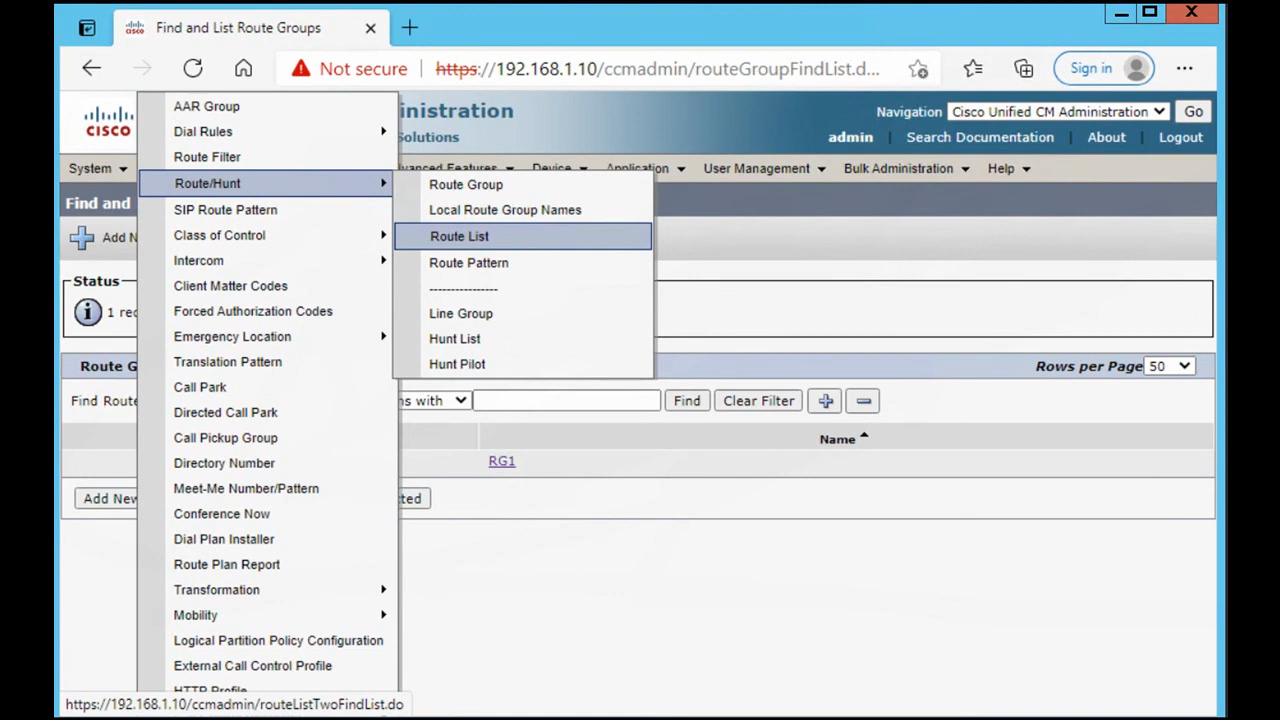 Find and List Route Groups
Not secure | https://192.168.1.10/ccmadmin/routeGroupFindList.d... Sign in
CISCO
inistration
Solutions
Navigation Cisco Unified CM Administration Go
admin | Search Documentation | About | Logout
System Application User Management Bulk Administration Help
Find and
Add N
Status
1 rec
Route G
Rows per Page 50
Find Route
ns with Find Clear Filter
Name
RG1
Add New
cted
AAR Group
Dial Rules
Route Filter
Route/Hunt
SIP Route Pattern
Class of Control
Intercom
Client Matter Codes
Forced Authorization Codes
Emergency Location
Translation Pattern
Call Park
Directed Call Park
Call Pickup Group
Directory Number
Meet-Me Number/Pattern
Conference Now
Dial Plan Installer
Route Plan Report
Transformation
Mobility
Logical Partition Policy Configuration
External Call Control Profile
HTTP Profile
Route Group
Local Route Group Names
Route List
Route Pattern
----------------
Line Group
Hunt List
Hunt Pilot
https://192.168.1.10/ccmadmin/routeListTwoFindList.do